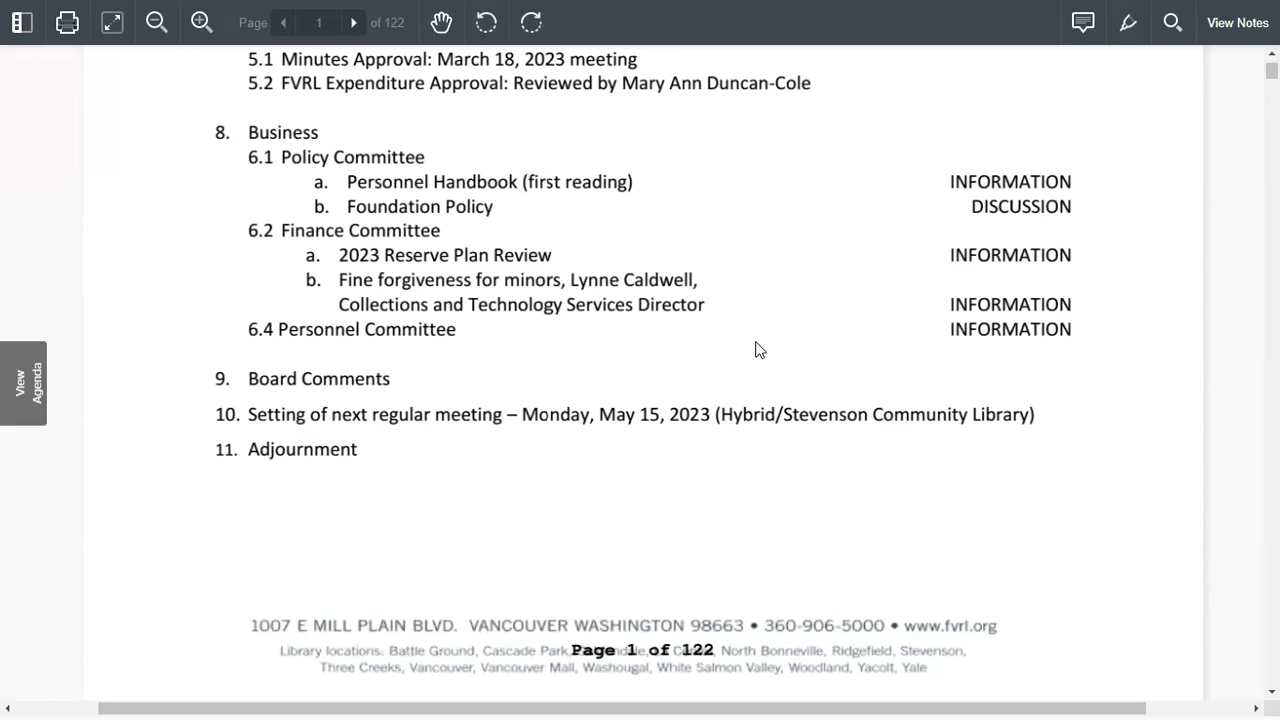 Page 1 of 122 View Notes
5.1 Minutes Approval: March 18, 2023 meeting
5.2 FVRL Expenditure Approval: Reviewed by Mary Ann Duncan-Cole
8. Business
6.1 Policy Committee
a. Personnel Handbook (first reading) INFORMATION
b. Foundation Policy DISCUSSION
6.2 Finance Committee
a. 2023 Reserve Plan Review INFORMATION
b. Fine forgiveness for minors, Lynne Caldwell,
Collections and Technology Services Director INFORMATION
6.4 Personnel Committee INFORMATION
View
Agenda
9. Board Comments
10. Setting of next regular meeting – Monday, May 15, 2023 (Hybrid/Stevenson Community Library)
11. Adjournment
1007 E MILL PLAIN BLVD. VANCOUVER WASHINGTON 98663 • 360-906-5000 • www.fvrl.org
Page 1 of 122
Library locations: Battle Ground, Cascade Park, North Bonneville, Ridgefield, Stevenson,
Three Creeks, Vancouver, Vancouver Mall, Washougal, White Salmon Valley, Woodland, Yacolt, Yale